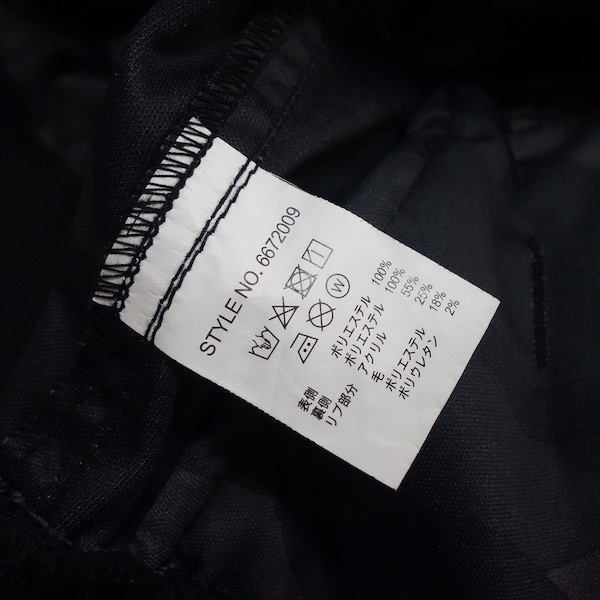 STYLE NO. 6672009
W
表側 ポリエステル 100%
裏側 ポリエステル 100%
リブ部分 アクリル 55%
毛 25%
ポリエステル 18%
ポリウレタン 2%